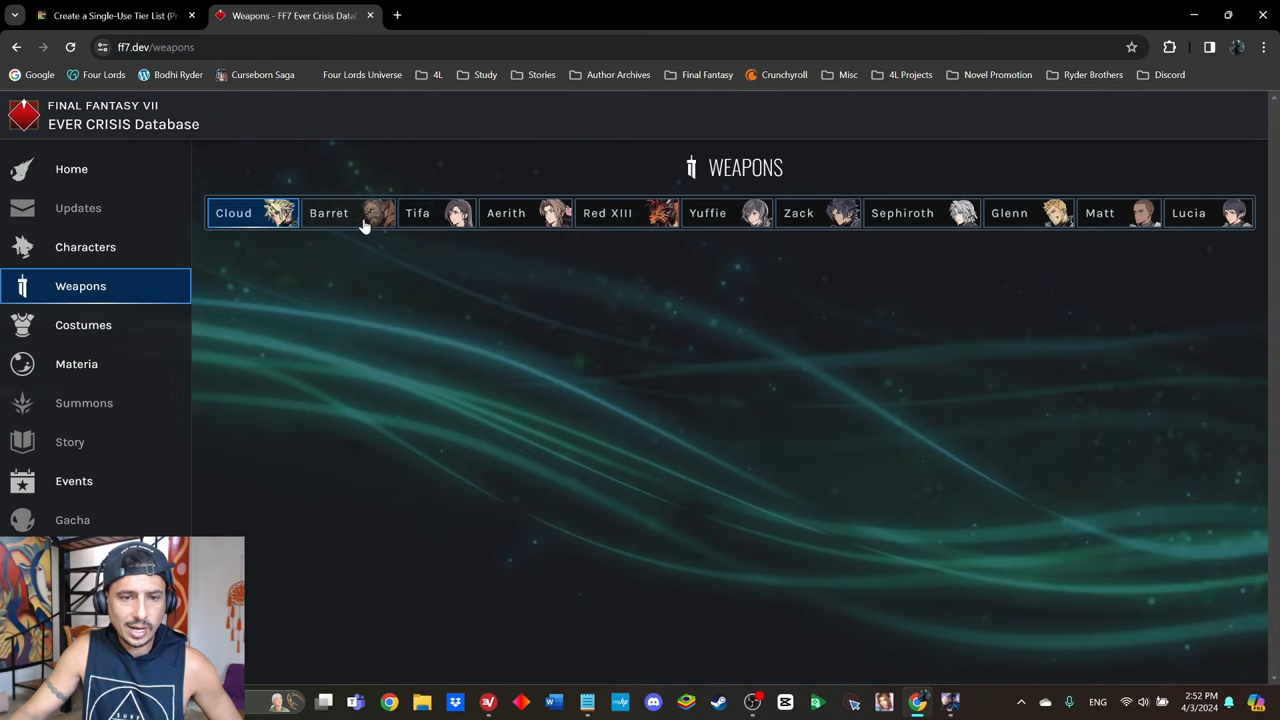 Create a Single-Use Tier List (Pr
Weapons - FF7 Ever Crisis Datab
ff7.dev/weapons
Google
Four Lords
Bodhi Ryder
Curseborn Saga
Four Lords Universe
4L
Study
Stories
Author Archives
Final Fantasy
Crunchyroll
Misc
4L Projects
Novel Promotion
Ryder Brothers
Discord
FINAL FANTASY VII
EVER CRISIS Database
Home
Updates
Characters
Weapons
Costumes
Materia
Summons
Story
Events
Gacha
WEAPONS
Cloud
Barret
Tifa
Aerith
Red XIII
Yuffie
Zack
Sephiroth
Glenn
Matt
Lucia
ENG
2:52 PM
4/3/2024